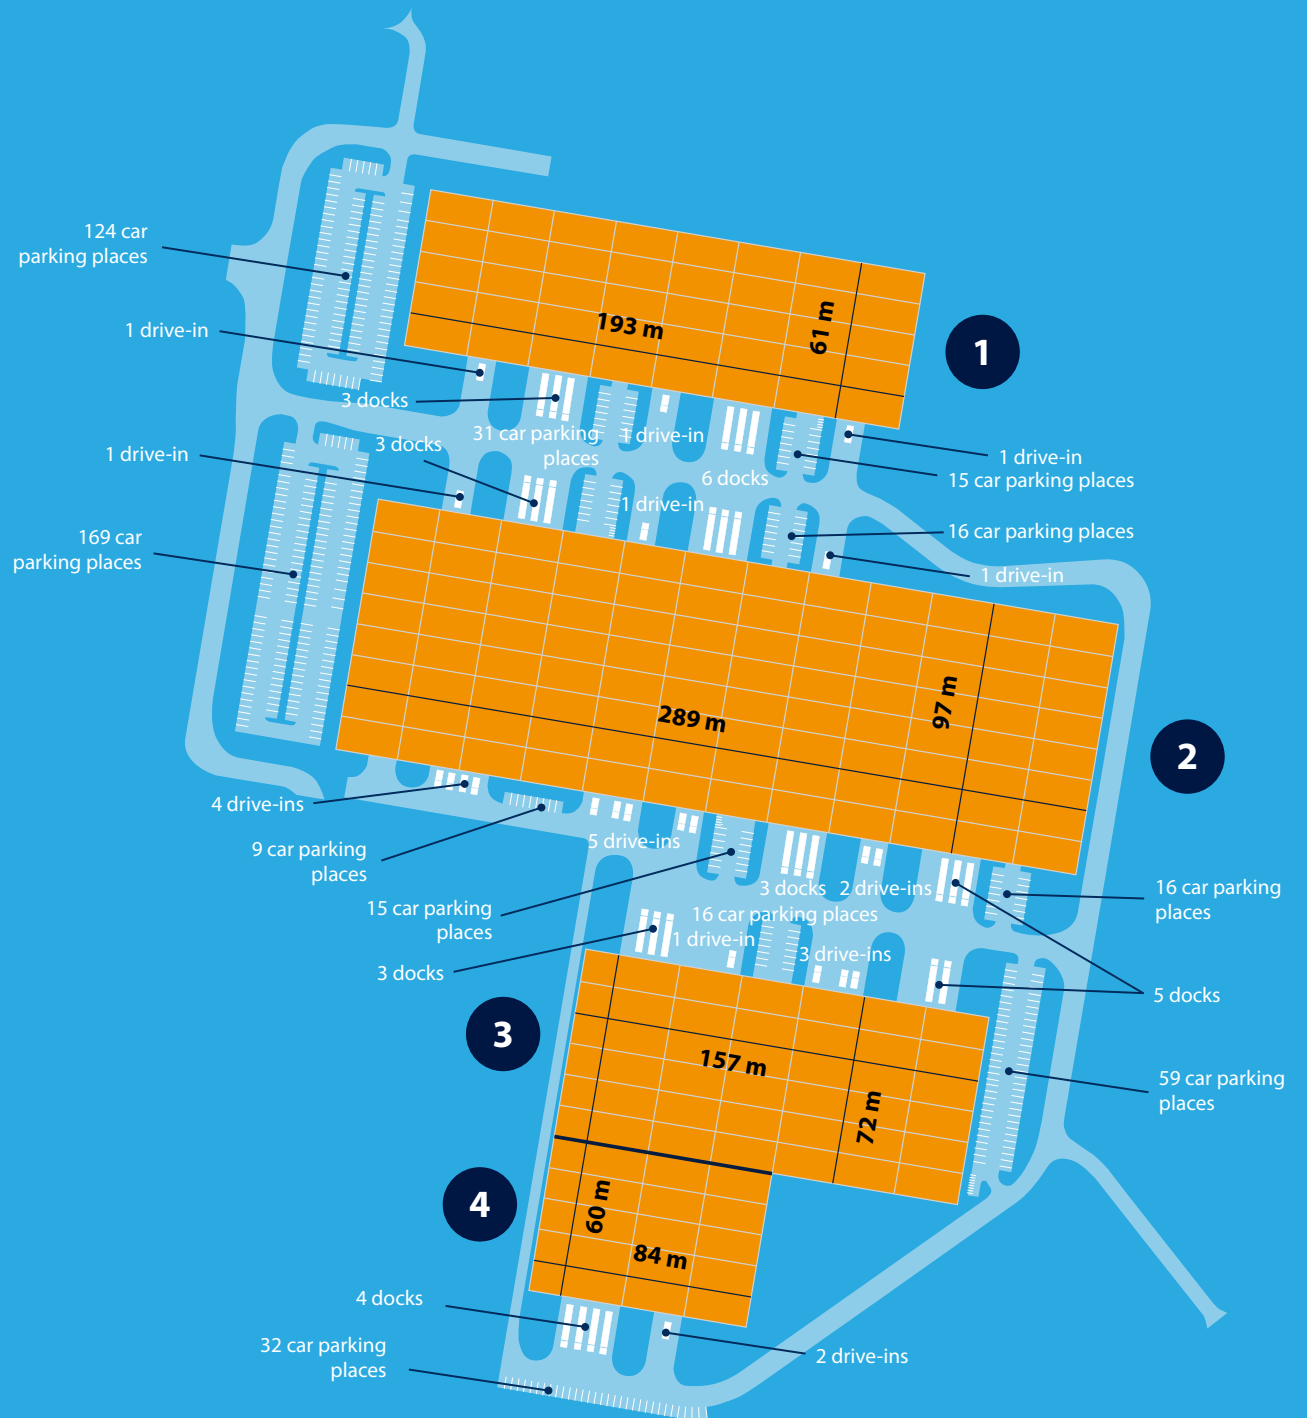 124 car
parking places
193 m
61 m
1
1 drive-in
3 docks
31 car parking
places
1 drive-in
3 docks
1 drive-in
6 docks
1 drive-in
15 car parking places
1 drive-in
1 drive-in
16 car parking places
169 car
parking places
1 drive-in
289 m
97 m
2
4 drive-ins
5 drive-ins
9 car parking
places
3 docks
2 drive-ins
16 car parking
places
15 car parking
places
16 car parking places
1 drive-in
3 drive-ins
3 docks
5 docks
3
157 m
72 m
59 car parking
places
4
60 m
84 m
4 docks
32 car parking
places
2 drive-ins